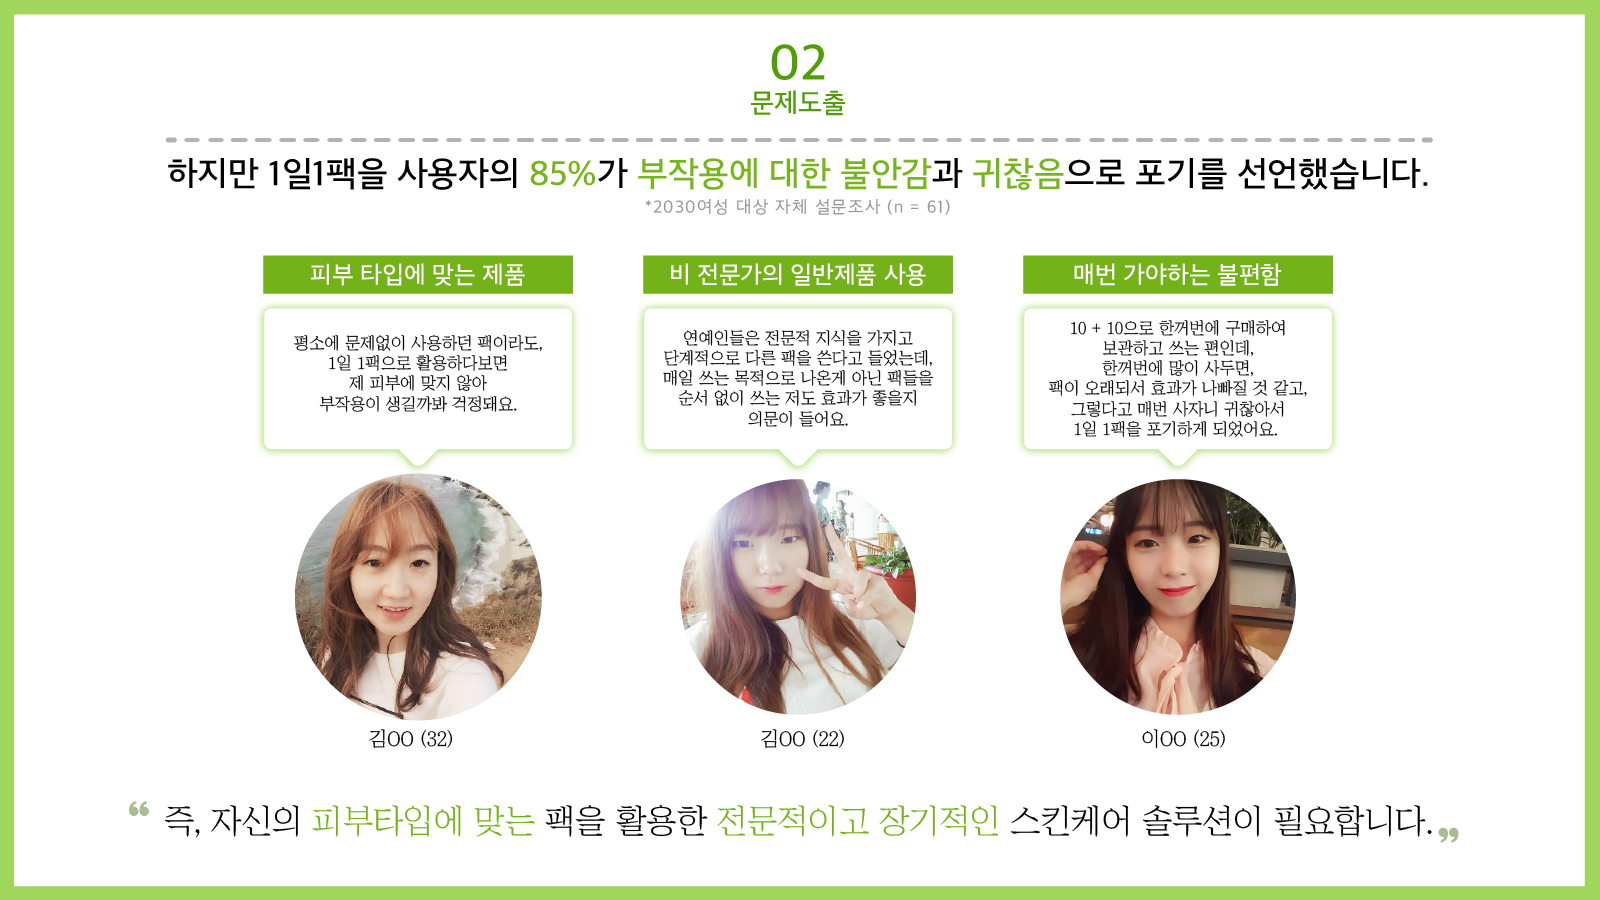 02
문제도출
하지만 1일1팩을 사용자의 85%가 부작용에 대한 불안감과 귀찮음으로 포기를 선언했습니다.
*2030여성 대상 자체 설문조사 (n = 61)
피부 타입에 맞는 제품
평소에 문제없이 사용하던 팩이라도,
1일 1팩으로 활용하다보면
제 피부에 맞지 않아
부작용이 생길까봐 걱정돼요.
김OO (32)
비 전문가의 일반제품 사용
연예인들은 전문적 지식을 가지고
단계적으로 다른 팩을 쓴다고 들었는데,
매일 쓰는 목적으로 나온게 아닌 팩들을
순서 없이 쓰는 저도 효과가 좋을지
의문이 들어요.
김OO (22)
매번 가야하는 불편함
10 + 10으로 한꺼번에 구매하여
보관하고 쓰는 편인데,
한꺼번에 많이 사두면,
팩이 오래되서 효과가 나빠질 것 같고,
그렇다고 매번 사자니 귀찮아서
1일 1팩을 포기하게 되었어요.
이OO (25)
“ 즉, 자신의 피부타입에 맞는 팩을 활용한 전문적이고 장기적인 스킨케어 솔루션이 필요합니다. ”